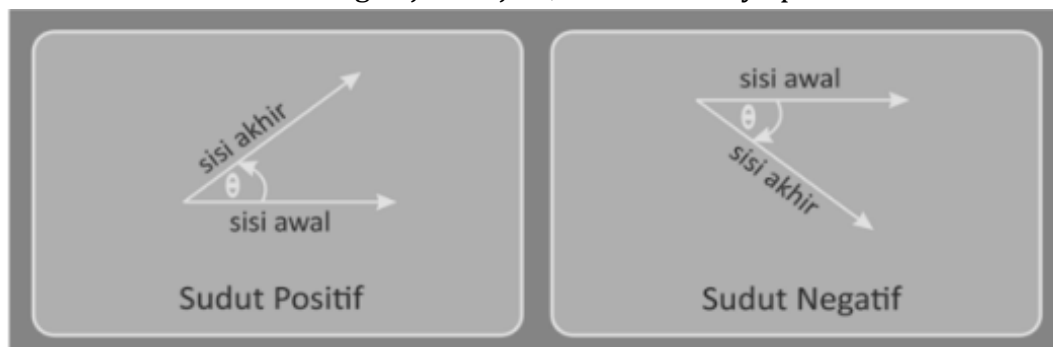 sisi akhir
θ
sisi awal
Sudut Positif
sisi awal
θ
sisi akhir
Sudut Negatif